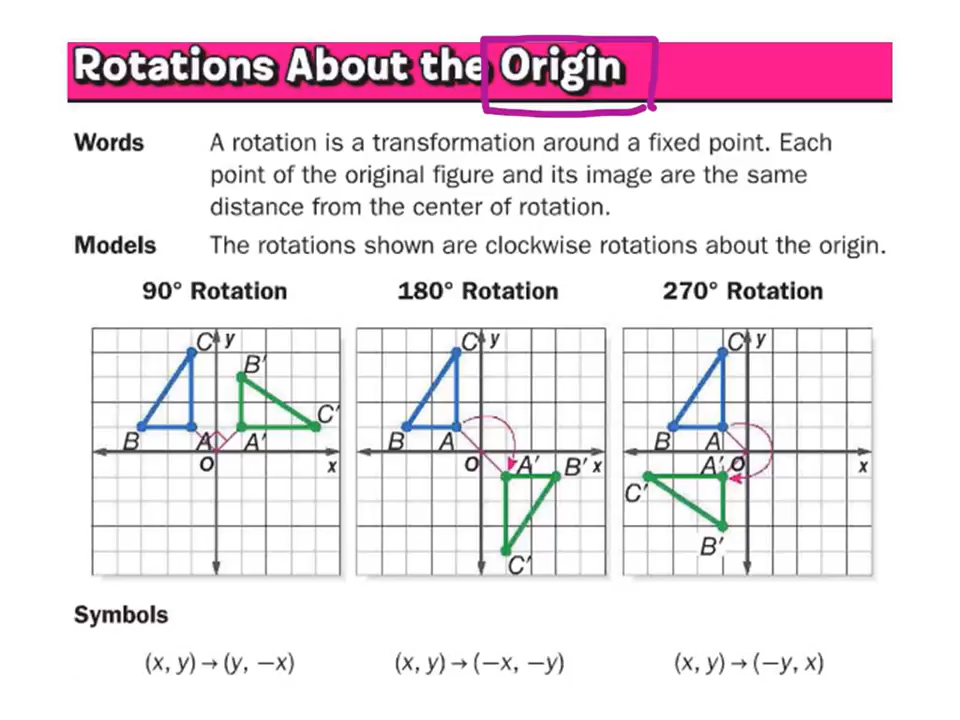 Rotations About the Origin
Words A rotation is a transformation around a fixed point. Each
point of the original figure and its image are the same
distance from the center of rotation.
Models The rotations shown are clockwise rotations about the origin.
90° Rotation 180° Rotation 270° Rotation
C y B′ C′ B A A′ O x
C y B A O A′ B′ x C′
C y B A A′ O x C′ B′
Symbols
(x, y) → (y, −x) (x, y) → (−x, −y) (x, y) → (−y, x)